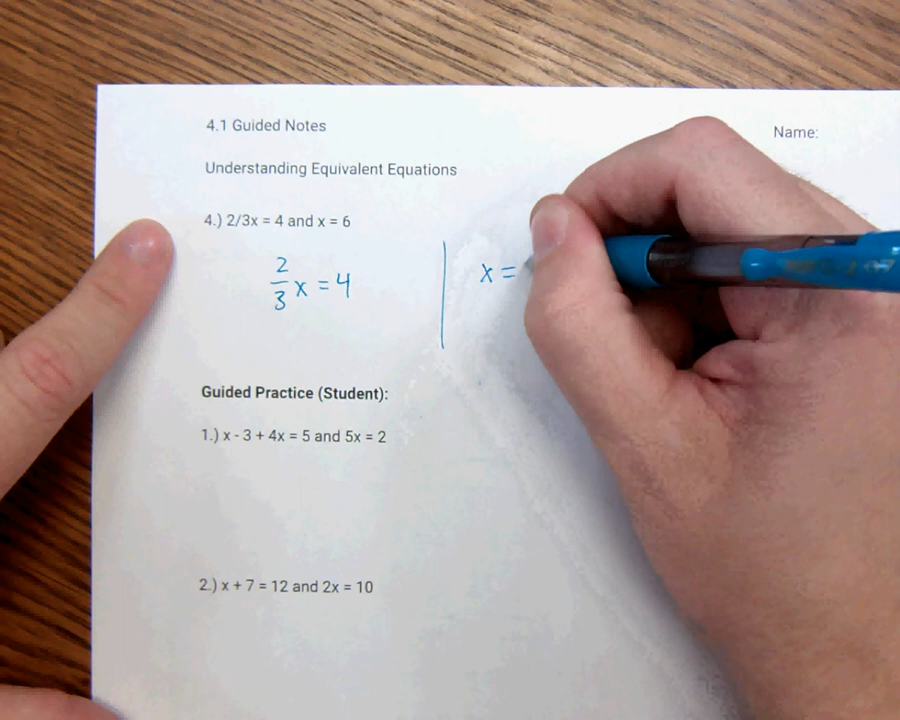 4.1 Guided Notes
Name:
Understanding Equivalent Equations
4.) 2/3x = 4 and x = 6
2/3 x = 4
x =
Guided Practice (Student):
1.) x - 3 + 4x = 5 and 5x = 2
2.) x + 7 = 12 and 2x = 10